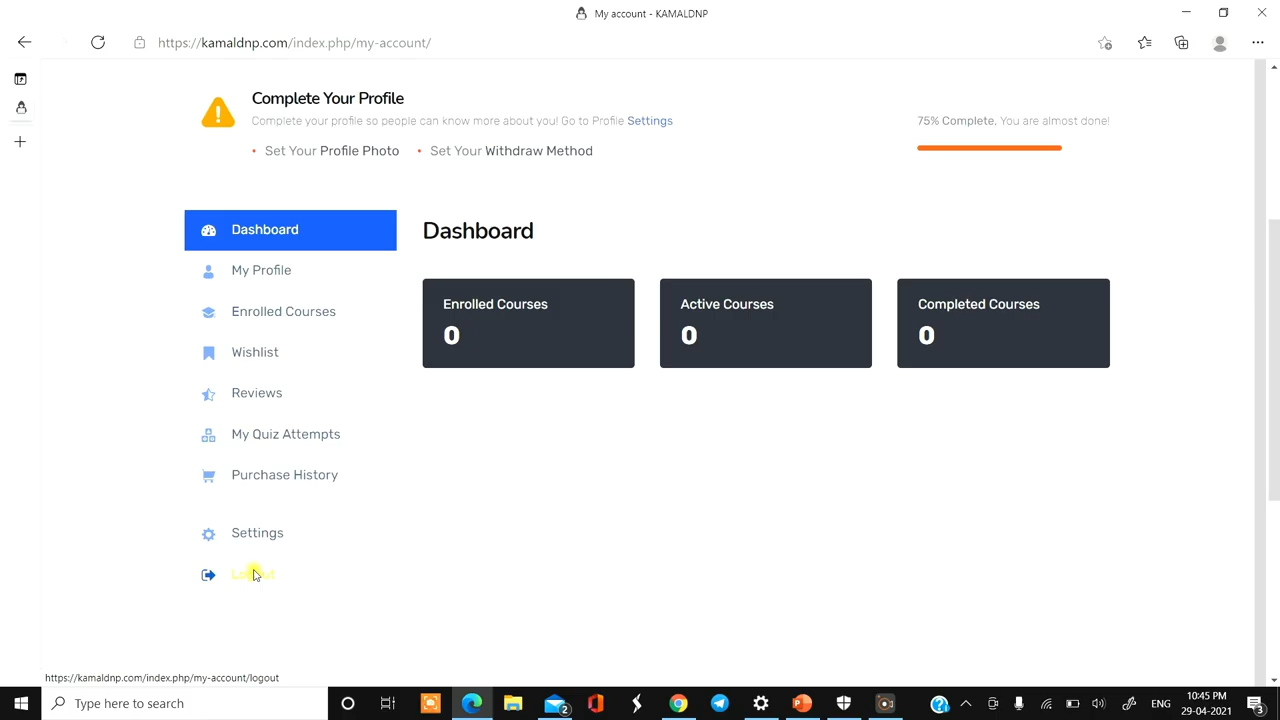 My account - KAMALDNP
https://kamaldnp.com/index.php/my-account/
Complete Your Profile
Complete your profile so people can know more about you! Go to Profile Settings
75% Complete, You are almost done!
• Set Your Profile Photo • Set Your Withdraw Method
Dashboard
My Profile
Enrolled Courses
Wishlist
Reviews
My Quiz Attempts
Purchase History
Settings
Logout
Dashboard
Enrolled Courses
0
Active Courses
0
Completed Courses
0
https://kamaldnp.com/index.php/my-account/logout
Type here to search
2
ENG
10:45 PM
29-04-2021
3